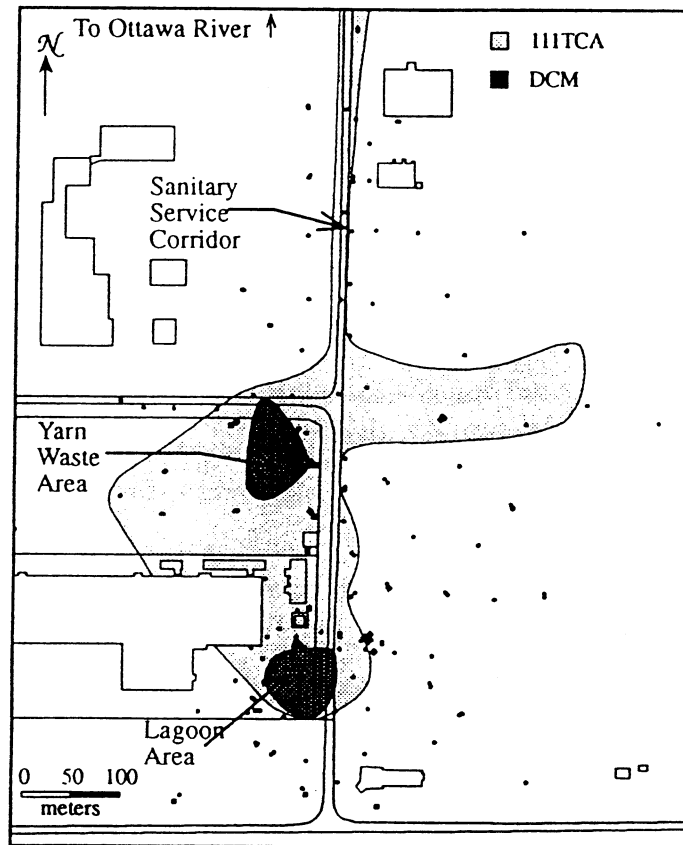 To Ottawa River
N
111TCA
DCM
Sanitary
Service
Corridor
Yarn
Waste
Area
Lagoon
Area
0 50 100
meters